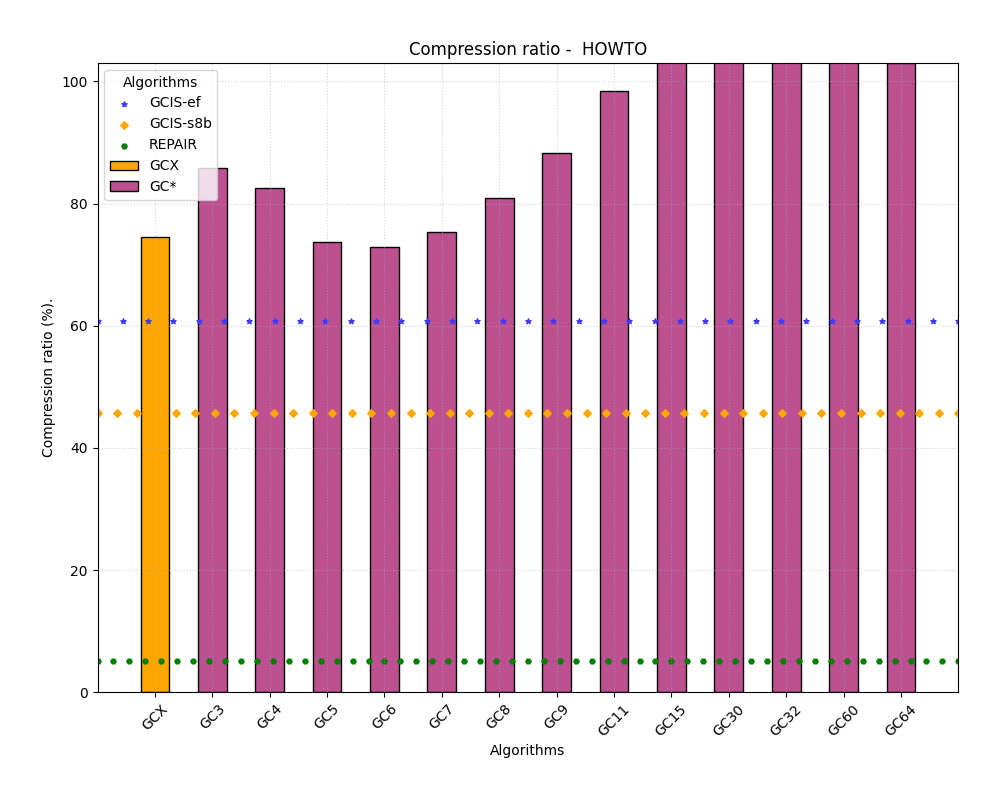 Compression ratio -  HOWTO
Algorithms
GCIS-ef
GCIS-s8b
REPAIR
GCX
GC*
100
80
60
40
20
0
Compression ratio (%).
GCX
GC3
GC4
GC5
GC6
GC7
GC8
GC9
GC11
GC15
GC30
GC32
GC60
GC64
Algorithms